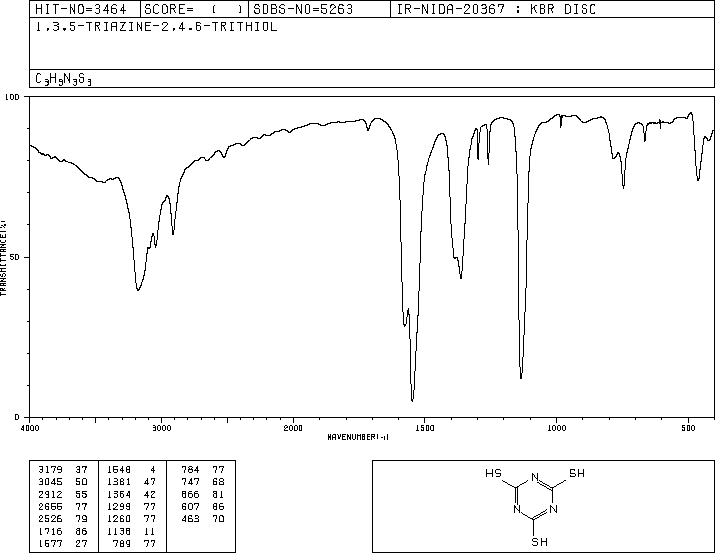 HIT-NO=3464 SCORE= ( ) SDBS-NO=5263 IR-NIDA-20367 : KBR DISC
1,3,5-TRIAZINE-2,4,6-TRITHIOL
C3H3N3S3
100
TRANSMITTANCE(%)
50
0
4000 3000 2000 1500 1000 500
WAVENUMBER(-1)
3179 37 1548 4 784 77
3045 50 1381 47 747 68
2912 55 1364 42 666 81
2655 77 1299 77 607 86
2526 79 1260 77 463 70
1716 86 1138 11
1577 27 789 77
HS N SH
N N
SH